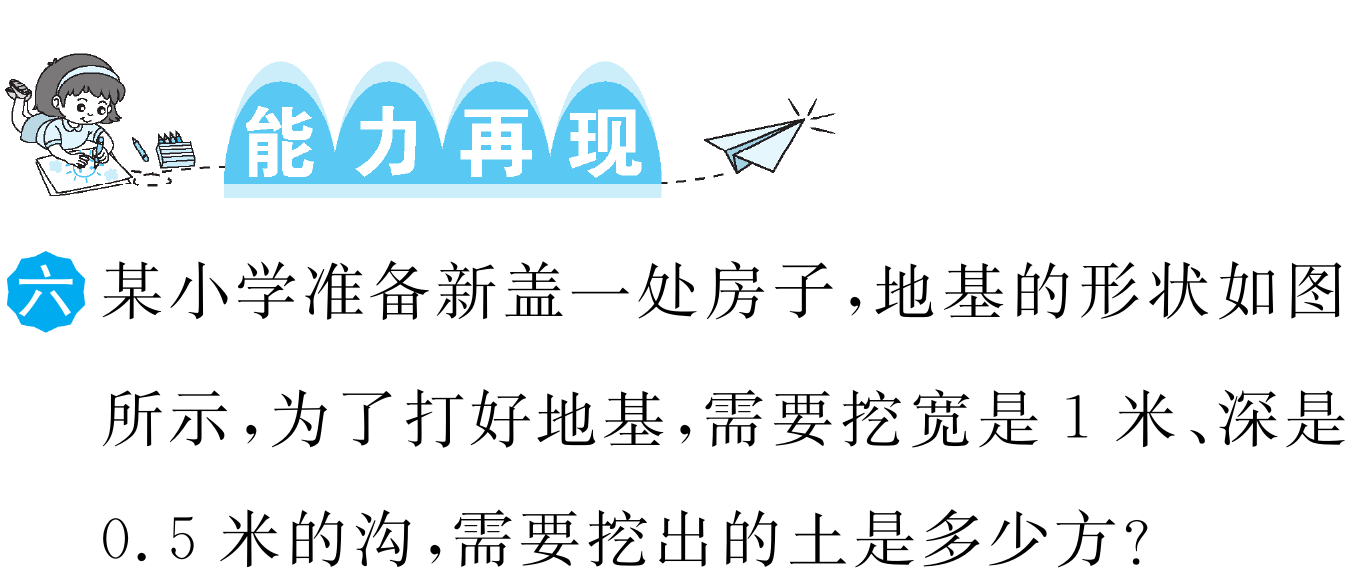 能力再现
六 某小学准备新盖一处房子,地基的形状如图
所示,为了打好地基,需要挖宽是 1 米、深是
0.5 米的沟,需要挖出的土是多少方?